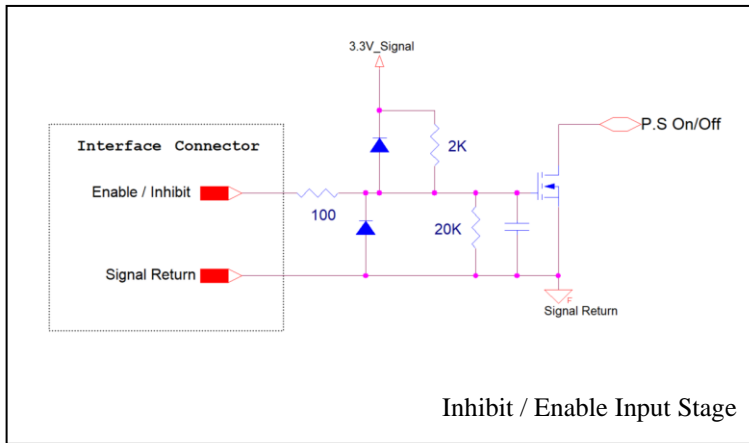 3.3V_Signal
Interface Connector
P.S On/Off
2K
Enable / Inhibit
100
20K
Signal Return
F
Signal Return
Inhibit / Enable Input Stage